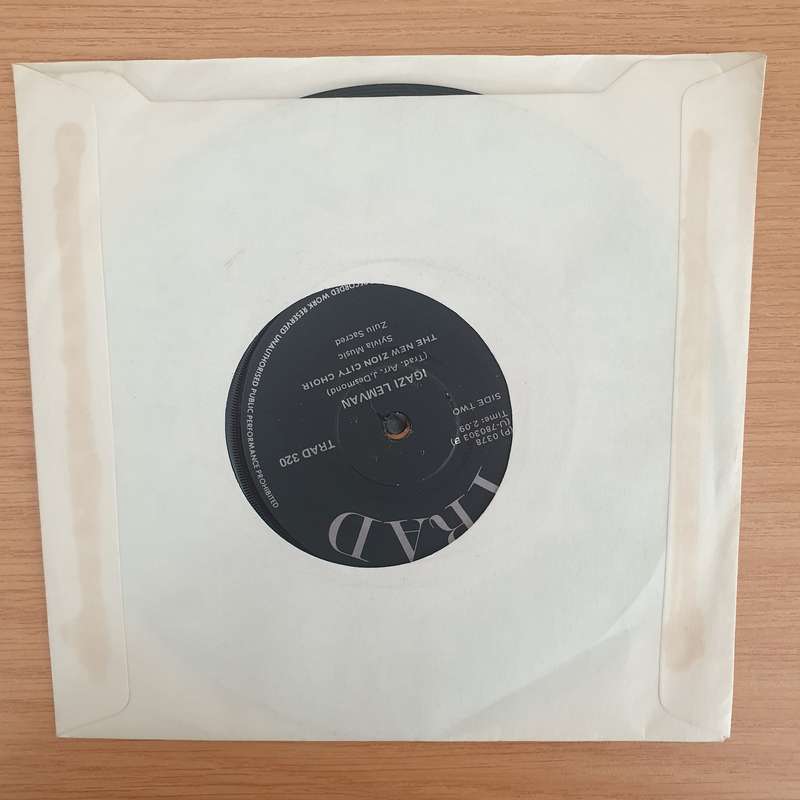 TRAD
(P) 0378
(U-780303 B)
Time: 2.09
SIDE TWO
TRAD 320
IGAZI LEMVAN
(Trad. Arr. J.Desmond)
THE NEW ZION CITY CHOIR
Sylvia Music
Zulu Sacred
RECORDED WORK RESERVED UNAUTHORISED PUBLIC PERFORMANCE PROHIBITED